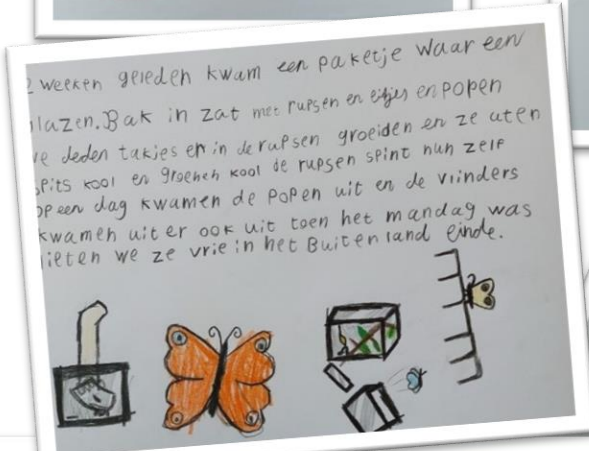 2 weeken geleden kwam een paketje waar een
glazen. Bak in zat met rupsen en eitjes en popen
we deden takjes er in de rupsen groeiden en ze aten
spits kool en groenen kool de rupsen spint nun zelf
op een dag kwamen de popen uit en de vlinders
kwamen uit er ook uit toen het mandag was
lieten we ze vrie in het Buitenland einde.